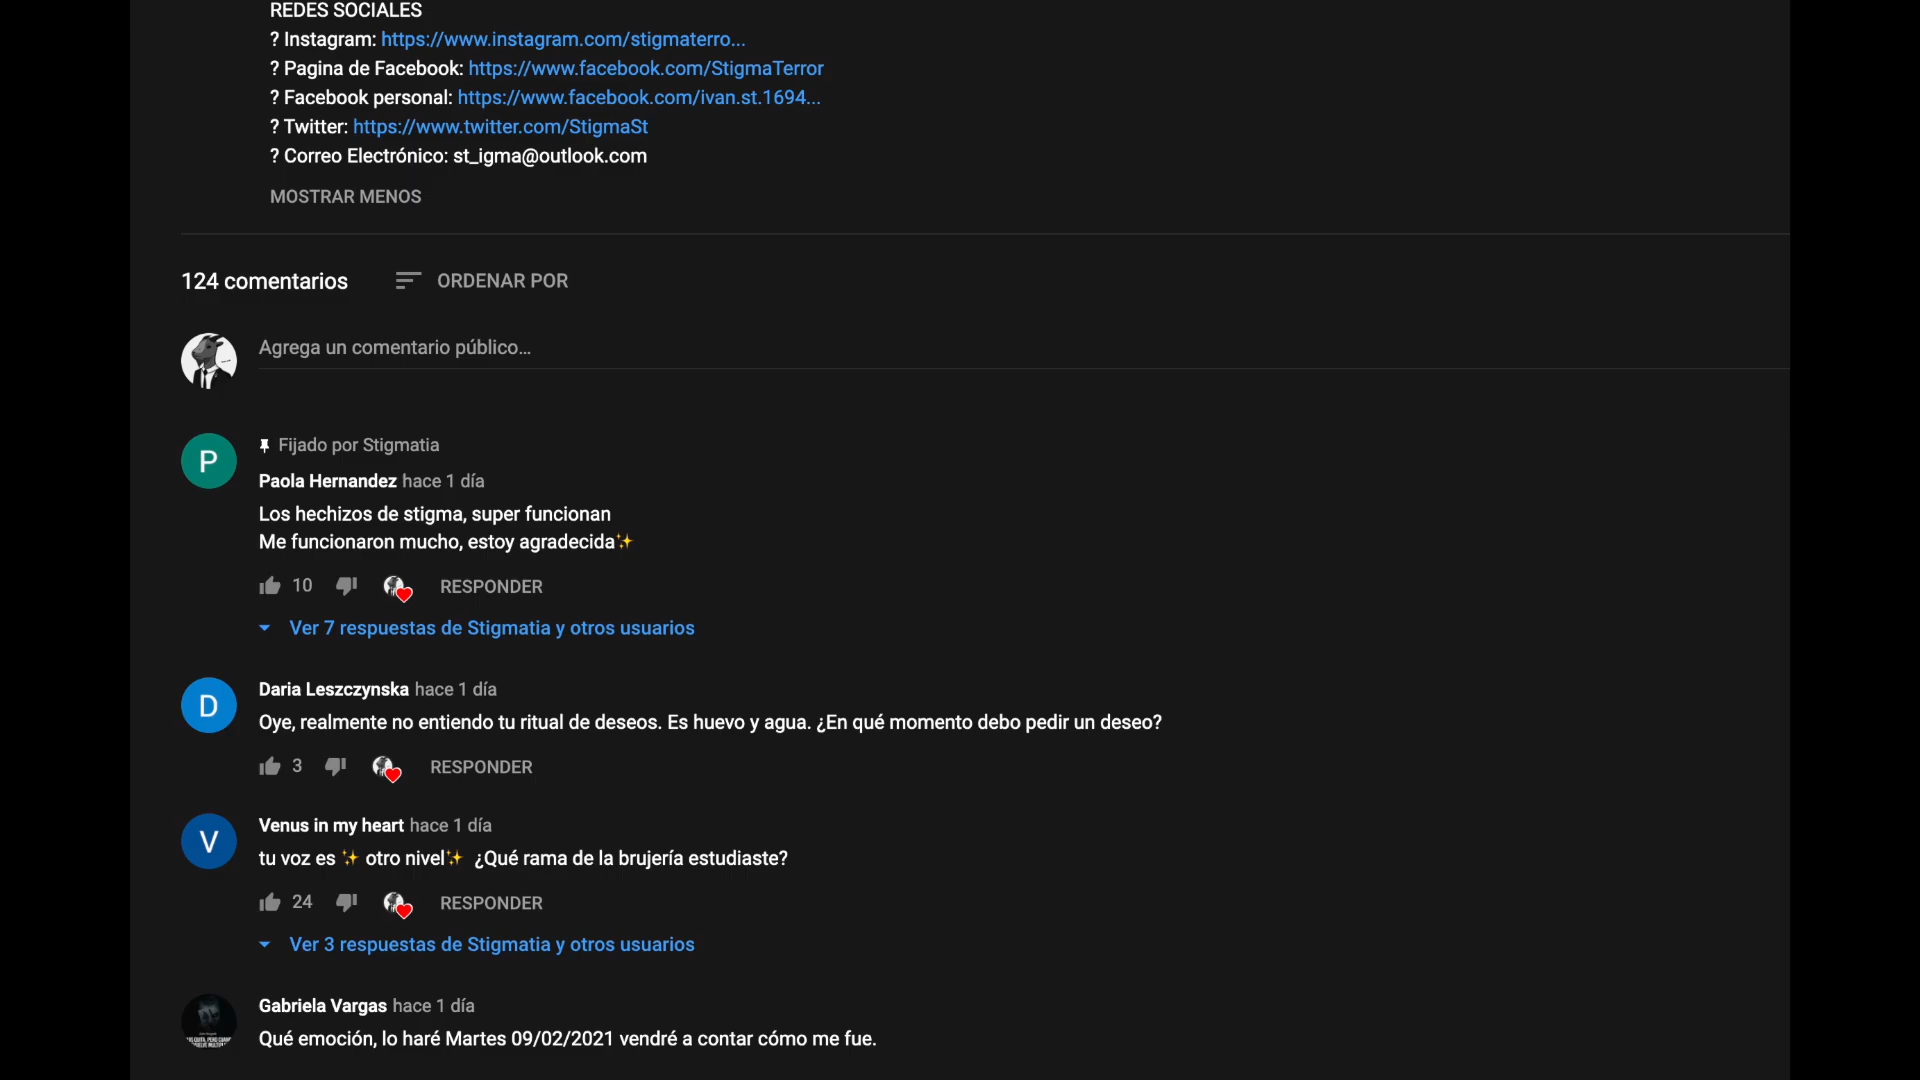 REDES SOCIALES
? Instagram: https://www.instagram.com/stigmaterro...
? Pagina de Facebook: https://www.facebook.com/StigmaTerror
? Facebook personal: https://www.facebook.com/ivan.st.1694...
? Twitter: https://www.twitter.com/StigmaSt
? Correo Electrónico: st_igma@outlook.com
MOSTRAR MENOS
124 comentarios ORDENAR POR
Agrega un comentario público...
P
Fijado por Stigmatia
Paola Hernandez hace 1 día
Los hechizos de stigma, super funcionan
Me funcionaron mucho, estoy agradecida✨
10 RESPONDER
Ver 7 respuestas de Stigmatia y otros usuarios
D
Daria Leszczynska hace 1 día
Oye, realmente no entiendo tu ritual de deseos. Es huevo y agua. ¿En qué momento debo pedir un deseo?
3 RESPONDER
V
Venus in my heart hace 1 día
tu voz es ✨ otro nivel✨ ¿Qué rama de la brujería estudiaste?
24 RESPONDER
Ver 3 respuestas de Stigmatia y otros usuarios
Gabriela Vargas hace 1 día
Qué emoción, lo haré Martes 09/02/2021 vendré a contar cómo me fue.